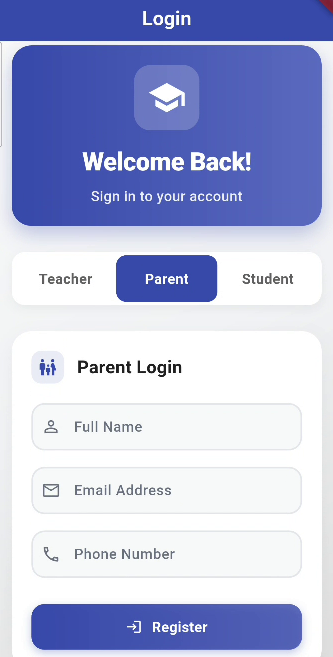 Login
Welcome Back!
Sign in to your account
Teacher
Parent
Student
Parent Login
Full Name
Email Address
Phone Number
Register